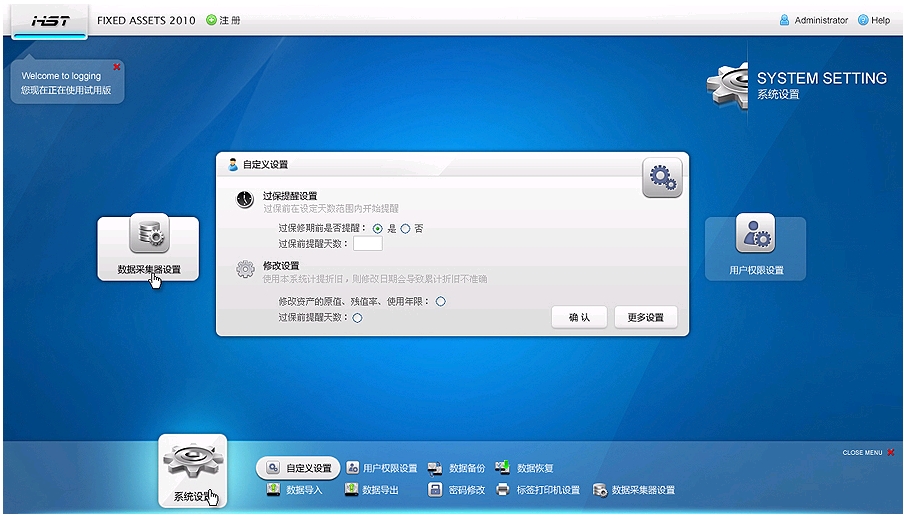 HST FIXED ASSETS 2010 注 册 Administrator Help
Welcome to logging
您现在正在使用试用版
SYSTEM SETTING
系统设置
自定义设置
过保提醒设置
过保前在设定天数范围内开始提醒
过保修期前是否提醒： 是 否
过保前提醒天数：
修改设置
使用本系统计提折旧，则修改日期会导致累计折旧不准确
修改资产的原值、残值率、使用年限：
过保前提醒天数：
确 认 更多设置
数据采集器设置
用户权限设置
CLOSE MENU
系统设置
自定义设置 用户权限设置 数据备份 数据恢复
数据导入 数据导出 密码修改 标签打印机设置 数据采集器设置